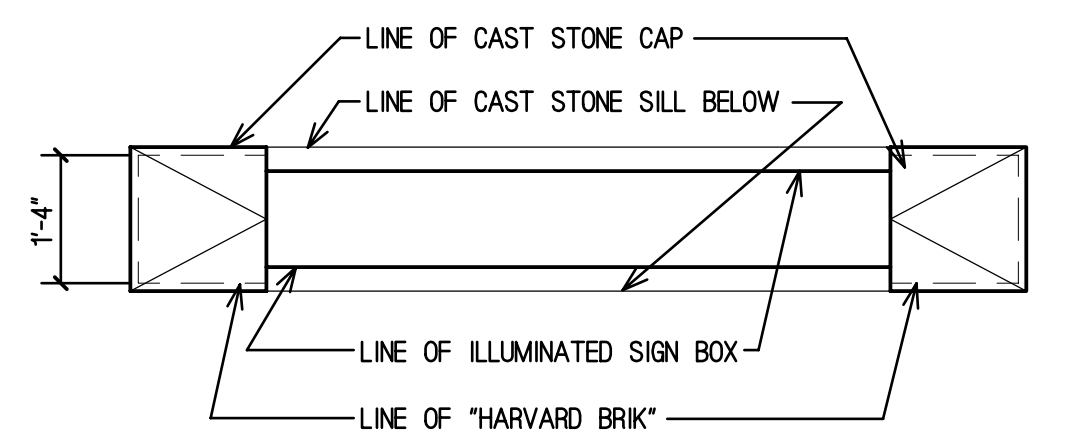 LINE OF CAST STONE CAP
LINE OF CAST STONE SILL BELOW
1'-4"
LINE OF ILLUMINATED SIGN BOX
LINE OF "HARVARD BRIK"